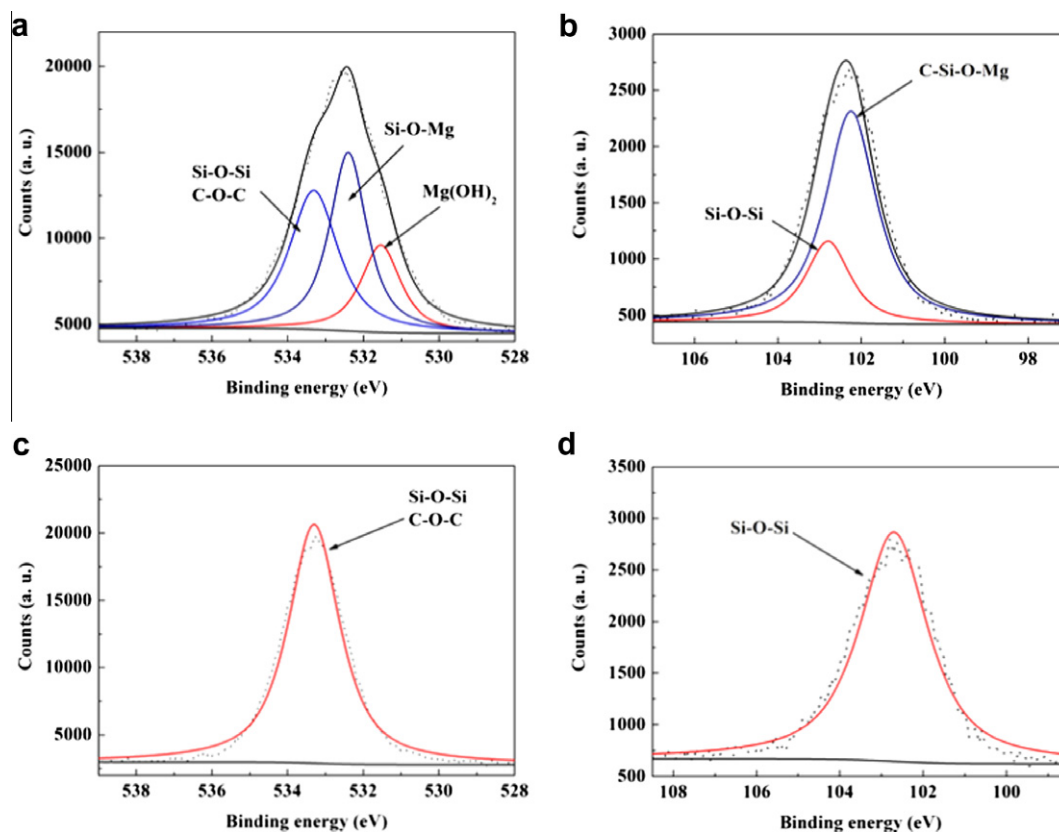 a
20000
15000
10000
5000
Counts (a. u.)
Si-O-Si
C-O-C
Si-O-Mg
Mg(OH)₂
538 536 534 532 530 528
Binding energy (eV)
b
3000
2500
2000
1500
1000
500
Counts (a. u.)
C-Si-O-Mg
Si-O-Si
106 104 102 100 98
Binding energy (eV)
c
25000
20000
15000
10000
5000
Counts (a. u.)
Si-O-Si
C-O-C
538 536 534 532 530 528
Binding energy (eV)
d
3500
3000
2500
2000
1500
1000
500
Counts (a. u.)
Si-O-Si
108 106 104 102 100
Binding energy (eV)